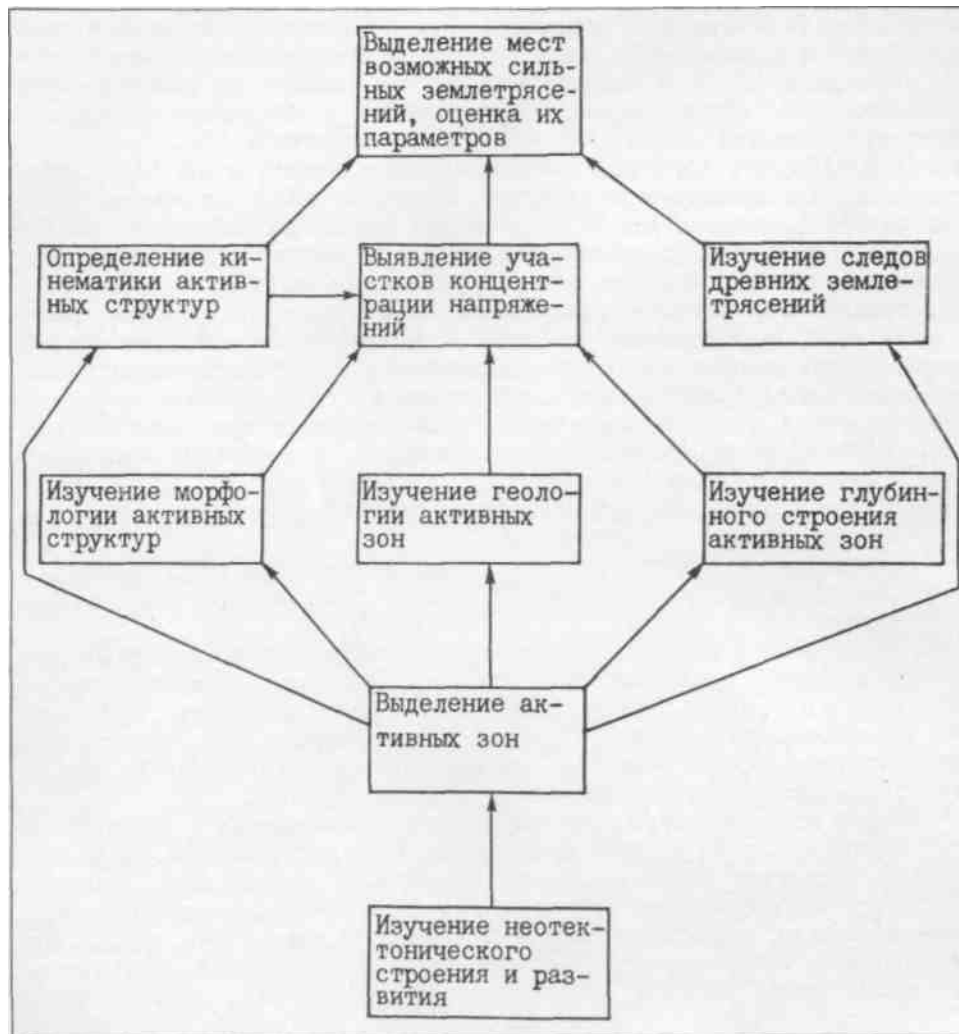 Выделение мест
возможных силь-
ных землетрясе-
ний, оценка их
параметров
Определение ки-
нематики актив-
ных структур
Выявление уча-
стков концент-
рации напряже-
ний
Изучение следов
древних земле-
трясений
Изучение морфо-
логии активных
структур
Изучение геоло-
гии активных
зон
Изучение глубин-
ного строения
активных зон
Выделение ак-
тивных зон
Изучение неотек-
тонического
строения и раз-
вития